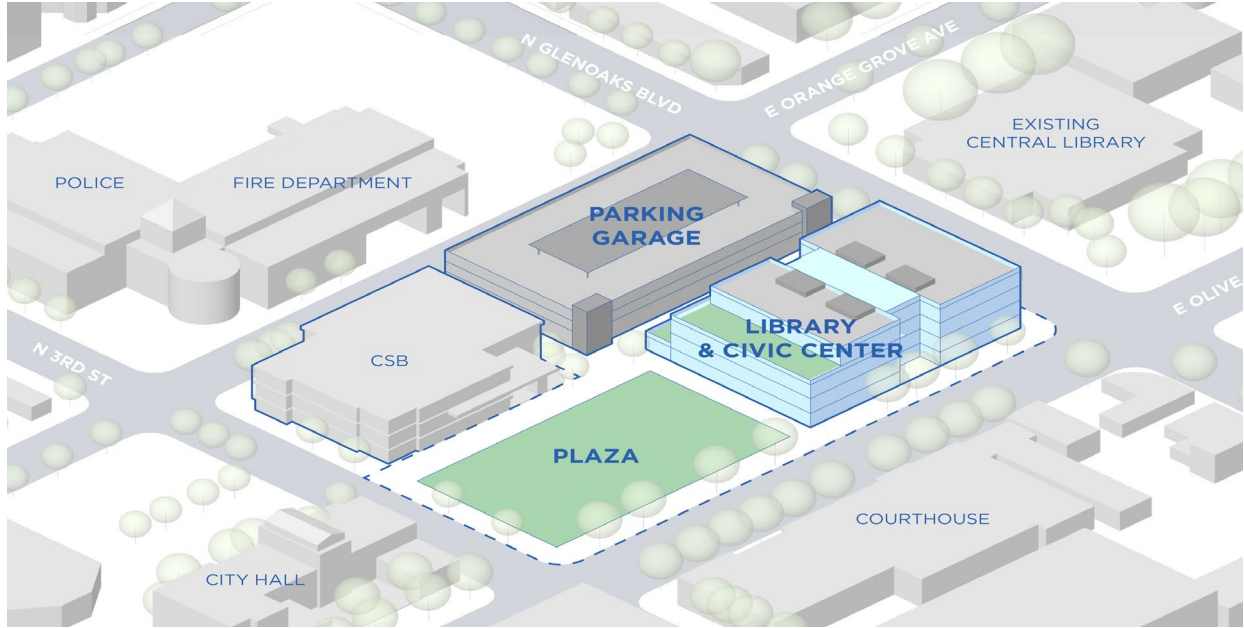 N GLENOAKS BLVD
E ORANGE GROVE AVE
EXISTING
CENTRAL LIBRARY
POLICE
FIRE DEPARTMENT
PARKING
GARAGE
E OLIVE
LIBRARY
& CIVIC CENTER
N 3RD ST
CSB
PLAZA
COURTHOUSE
CITY HALL